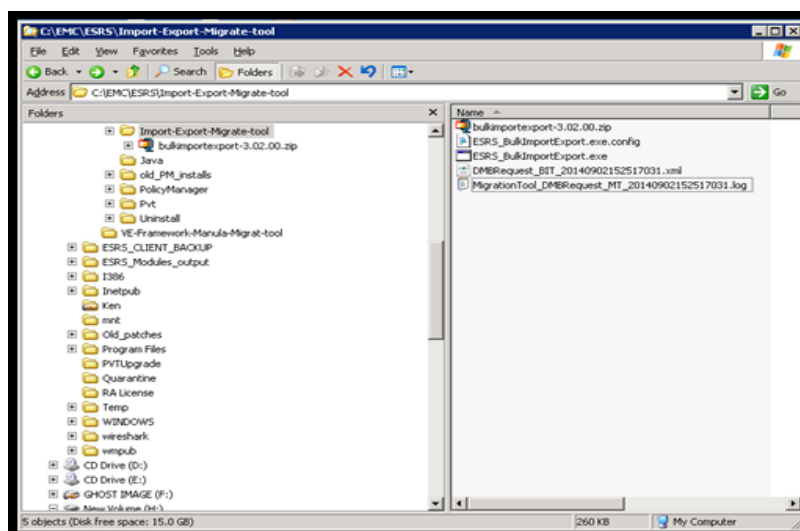 C:\EMC\ESRS\Import-Export-Migrate-tool
File Edit View Favorites Tools Help
Back Search Folders
Address C:\EMC\ESRS\Import-Export-Migrate-tool Go
Folders
Import-Export-Migrate-tool
bulkimportexport-3.02.00.zip
Java
old_PM_installs
PolicyManager
Pvt
Uninstall
VE-Framework-Manula-Migrat-tool
ESRS_CLIENT_BACKUP
ESRS_Modules_output
I386
Inetpub
Ken
mnt
Old_patches
Program Files
PVTUpgrade
Quarantine
RA License
Temp
WINDOWS
wireshark
wmpub
CD Drive (D:)
CD Drive (E:)
GHOST IMAGE (F:)
New Volume (H:)
Name
bulkimportexport-3.02.00.zip
ESRS_BulkImportExport.exe.config
ESRS_BulkImportExport.exe
DMBRequest_BIT_20140902152517031.xml
MigrationTool_DMBRequest_MT_20140902152517031.log
5 objects (Disk free space: 15.0 GB) 260 KB My Computer